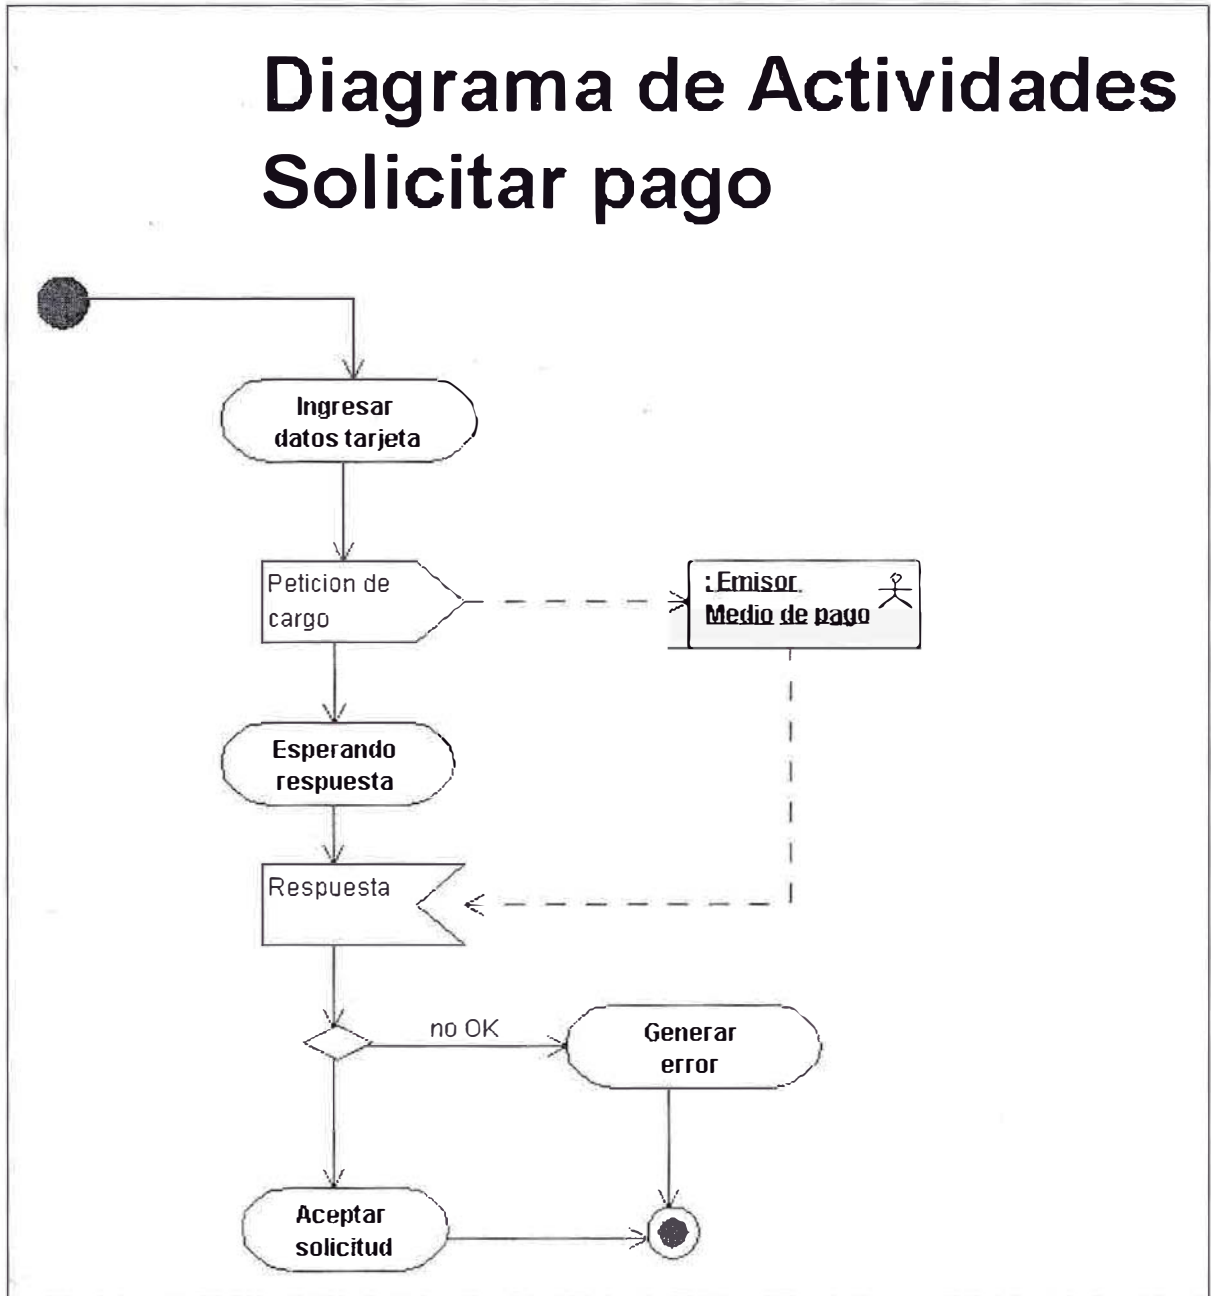 Diagrama de Actividades
Solicitar pago
Ingresar
datos tarjeta
Peticion de
cargo
: Emisor
Medio de pago
Esperando
respuesta
Respuesta
no OK
Generar
error
Aceptar
solicitud